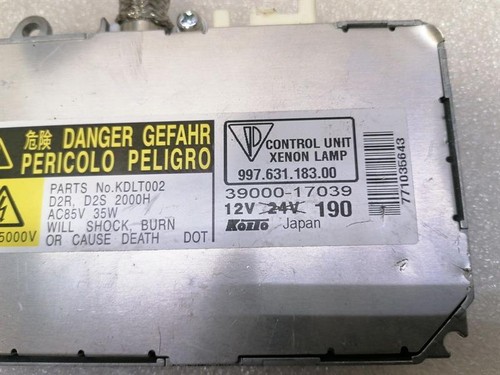 危険 DANGER GEFAHR
PERICOLO PELIGRO
PARTS No.KDLT002
D2R, D2S 2000H
AC85V 35W
WILL SHOCK, BURN
OR CAUSE DEATH DOT
5000V
CONTROL UNIT
XENON LAMP
997.631.183.00
39000-17039
12V 24V 190
Koito Japan
771035643